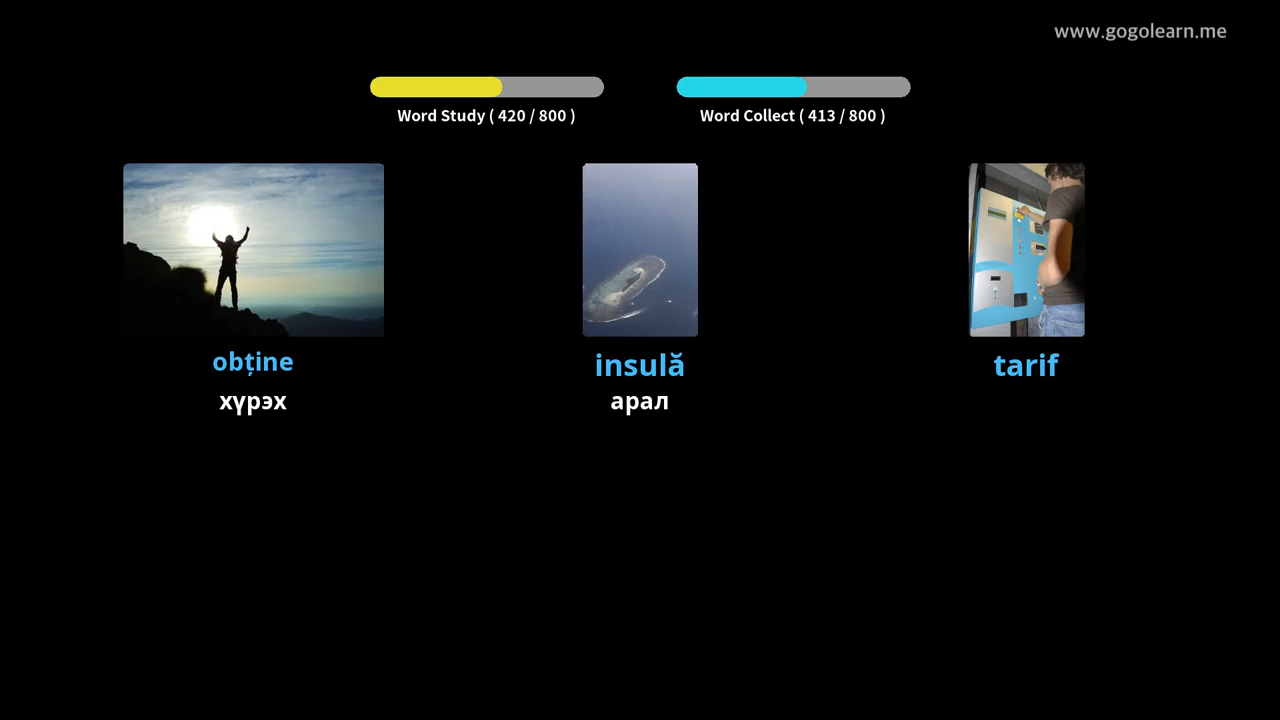 www.gogolearn.me
Word Study ( 420 / 800 )
Word Collect ( 413 / 800 )
obține
insulă
tarif
хүрэх
арал